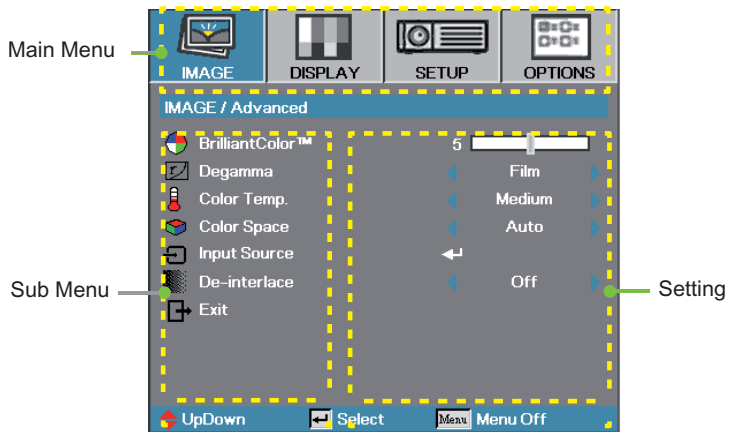 Main Menu
IMAGE
DISPLAY
SETUP
OPTIONS
IMAGE / Advanced
BrilliantColor™ 5
Degamma Film
Color Temp. Medium
Color Space Auto
Input Source
Sub Menu
De-interlace Off
Setting
Exit
UpDown
Select
Menu Menu Off